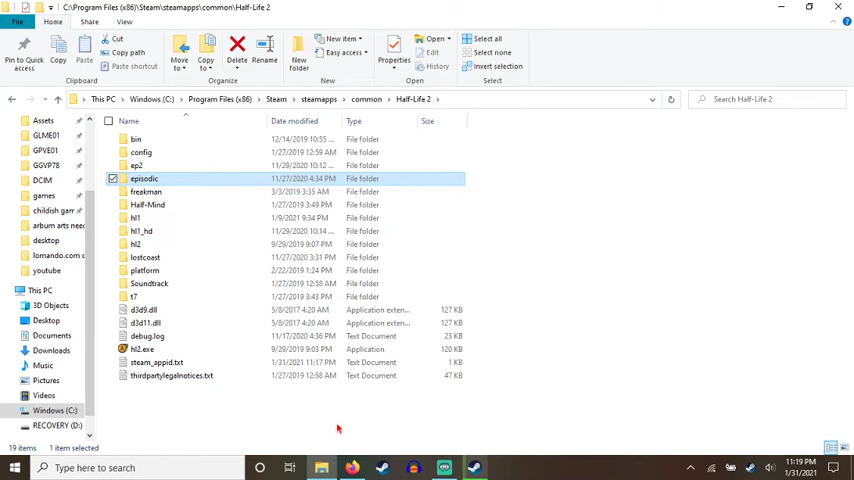 C:\Program Files (x86)\Steam\steamapps\common\Half-Life 2
File Home Share View
Pin to Quick access
Copy
Paste
Cut
Copy path
Paste shortcut
Move to
Copy to
Delete
Rename
New folder
New item
Easy access
Properties
Open
Edit
History
Select all
Select none
Invert selection
Clipboard Organize New Open Select
This PC Windows (C:) Program Files (x86) Steam steamapps common Half-Life 2
Search Half-Life 2
Assets
GLME01
GPVE01
GGVP78
DCIM
games
childish gam
arbum arts nee
desktop
lomando.com c
youtube
This PC
3D Objects
Desktop
Documents
Downloads
Music
Pictures
Videos
Windows (C:)
RECOVERY (D:)
Name Date modified Type Size
bin 12/14/2019 10:55 ... File folder
config 1/27/2019 12:59 AM File folder
ep2 11/29/2020 10:12 ... File folder
episodic 11/27/2020 4:34 PM File folder
freakman 3/3/2019 3:35 AM File folder
Half-Mind 1/27/2019 3:49 PM File folder
hl1 1/9/2021 9:34 PM File folder
hl1_hd 11/29/2020 10:14 ... File folder
hl2 9/29/2019 9:07 PM File folder
lostcoast 11/27/2020 3:31 PM File folder
platform 2/22/2019 1:24 PM File folder
Soundtrack 1/27/2019 12:58 AM File folder
t7 1/27/2019 3:43 PM File folder
d3d9.dll 5/8/2017 4:20 AM Application exten... 127 KB
d3d11.dll 5/8/2017 4:20 AM Application exten... 127 KB
debug.log 11/17/2020 4:36 PM Text Document 23 KB
hl2.exe 9/29/2019 9:03 PM Application 120 KB
steam_appid.txt 1/31/2021 11:17 PM Text Document 1 KB
thirdpartylegalnotices.txt 1/27/2019 12:58 AM Text Document 47 KB
19 items 1 item selected
Type here to search
11:19 PM
1/31/2021